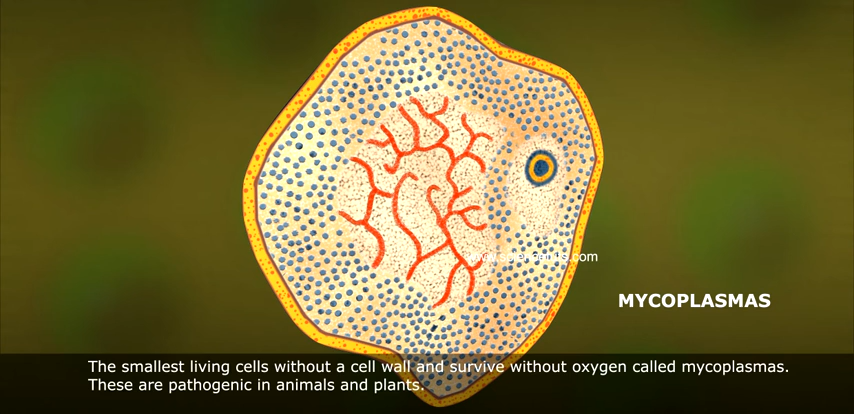 MYCOPLASMAS
The smallest living cells without a cell wall and survive without oxygen called mycoplasmas.
These are pathogenic in animals and plants.